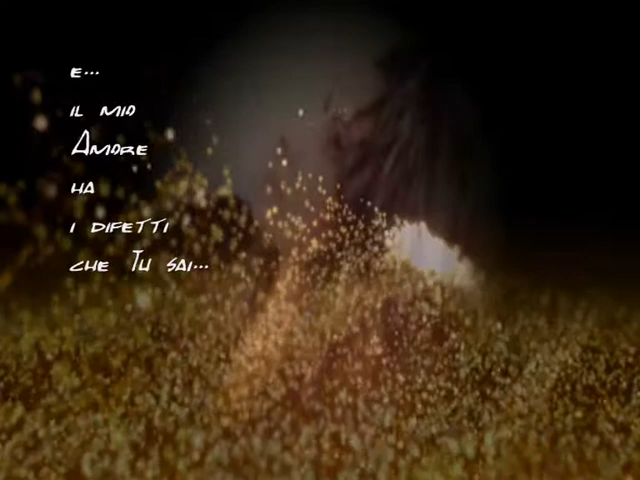 E...
il mio
Amore
ha
i difetti
che Tu sai...